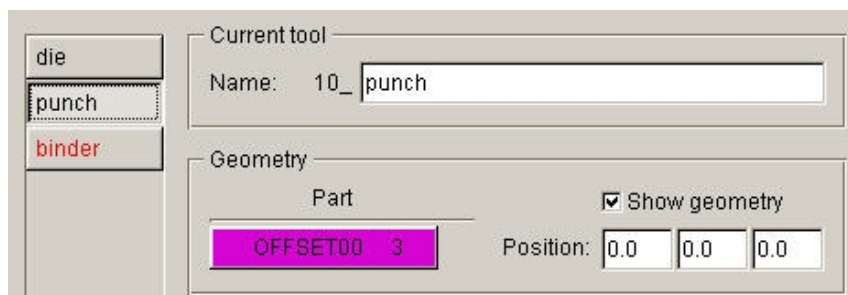 die
punch
binder
Current tool
Name: 10_ punch
Geometry
Part
Show geometry
OFFSET00 3
Position: 0.0 0.0 0.0